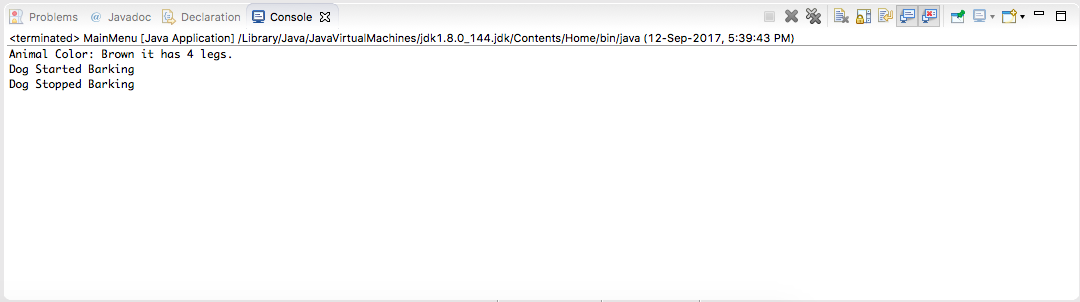 Problems @ Javadoc Declaration Console
<terminated> MainMenu [Java Application] /Library/Java/JavaVirtualMachines/jdk1.8.0_144.jdk/Contents/Home/bin/java (12-Sep-2017, 5:39:43 PM)
Animal Color: Brown it has 4 legs.
Dog Started Barking
Dog Stopped Barking